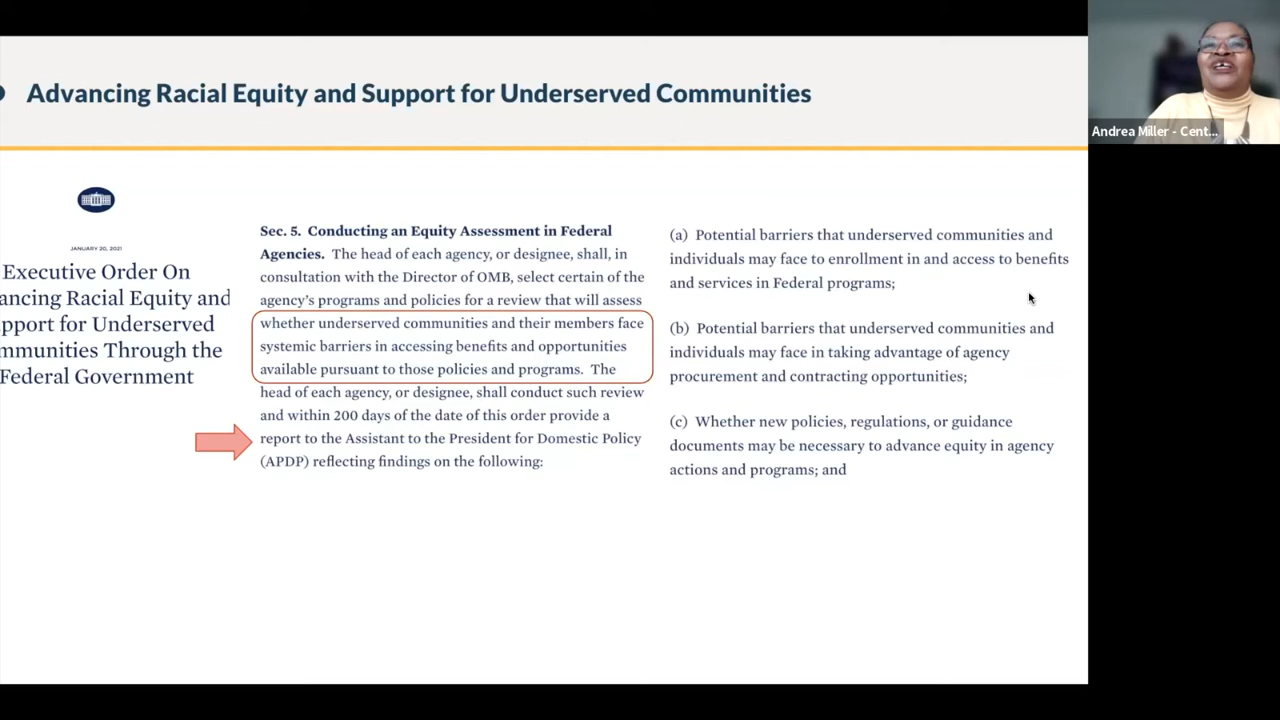 Advancing Racial Equity and Support for Underserved Communities
Andrea Miller - Cent...
JANUARY 20, 2021
Executive Order On
ancing Racial Equity and
pport for Underserved
mmunities Through the
Federal Government
Sec. 5. Conducting an Equity Assessment in Federal
Agencies. The head of each agency, or designee, shall, in
consultation with the Director of OMB, select certain of the
agency's programs and policies for a review that will assess
whether underserved communities and their members face
systemic barriers in accessing benefits and opportunities
available pursuant to those policies and programs. The
head of each agency, or designee, shall conduct such review
and within 200 days of the date of this order provide a
report to the Assistant to the President for Domestic Policy
(APDP) reflecting findings on the following:
(a) Potential barriers that underserved communities and
individuals may face to enrollment in and access to benefits
and services in Federal programs;
(b) Potential barriers that underserved communities and
individuals may face in taking advantage of agency
procurement and contracting opportunities;
(c) Whether new policies, regulations, or guidance
documents may be necessary to advance equity in agency
actions and programs; and